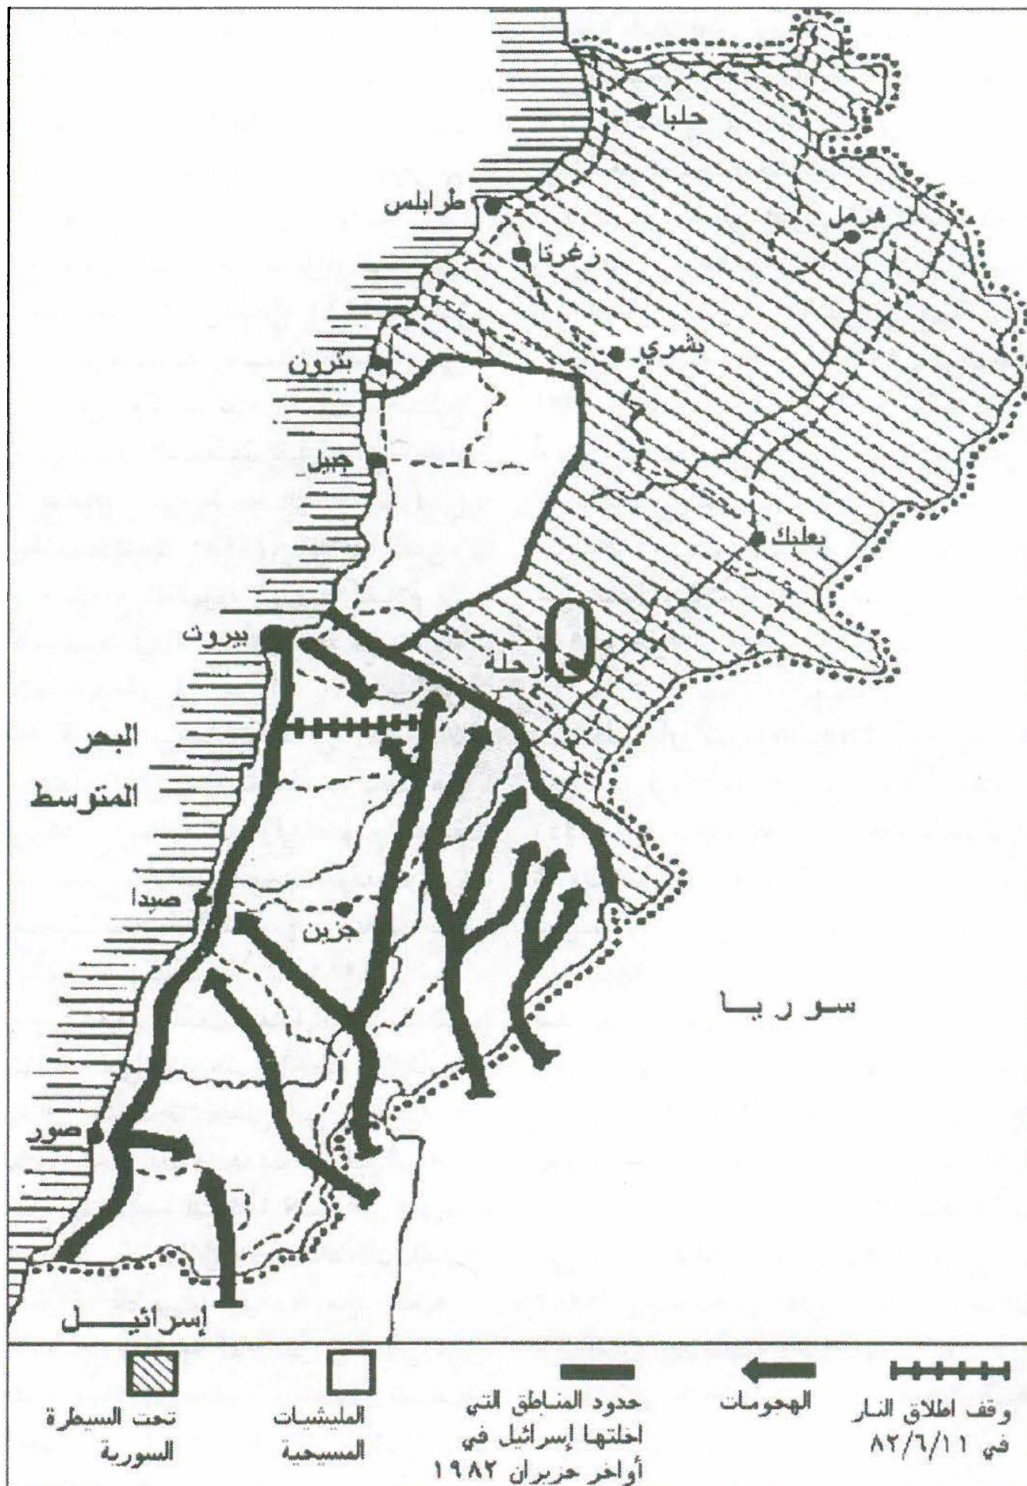 حلبا
طرابلس
هرمل
زغرتا
بشري
بترون
جبيل
بعلبك
بيروت
زحلة
البحر
المتوسط
صيدا
جزين
سوريا
صور
إسرائيل
وقف اطلاق النار
في ٨٢/٦/١١
الهجومات
حدود المناطق التي
احلتها إسرائيل في
أواخر حزيران ١٩٨٢
المليشيات
المسيحية
تحت السيطرة
السورية